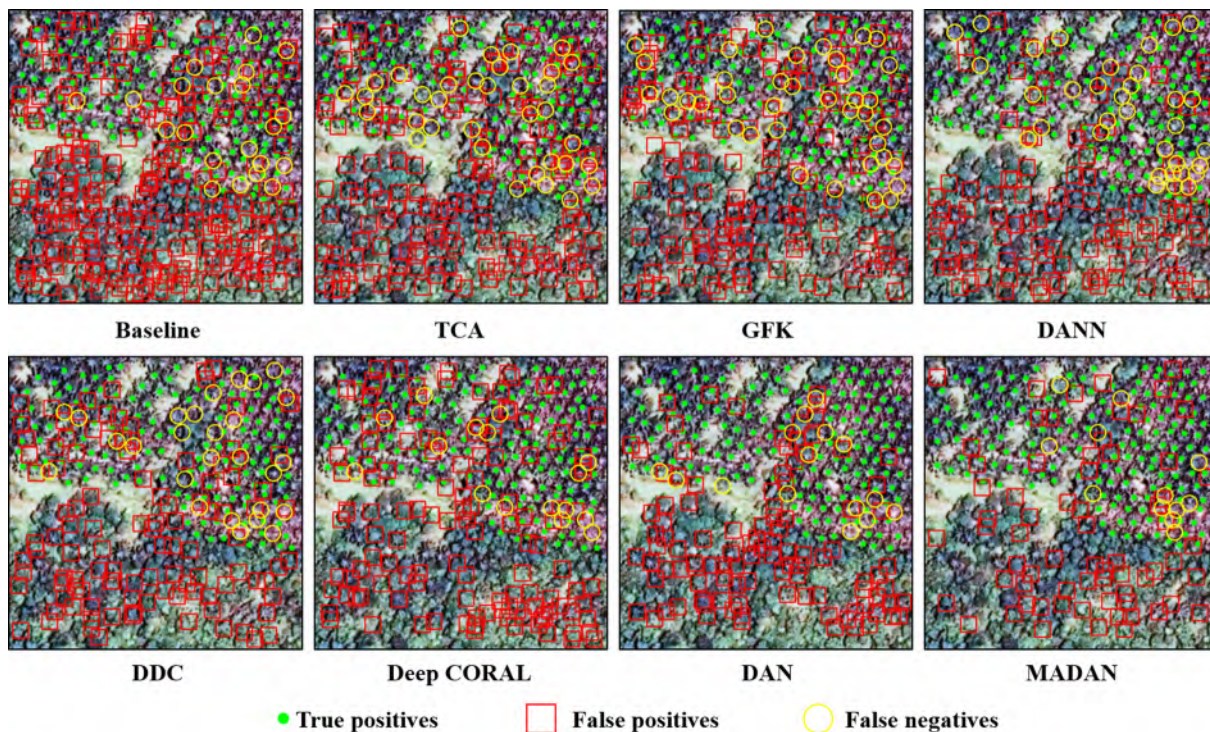 Baseline
TCA
GFK
DANN
DDC
Deep CORAL
DAN
MADAN
True positives
False positives
False negatives